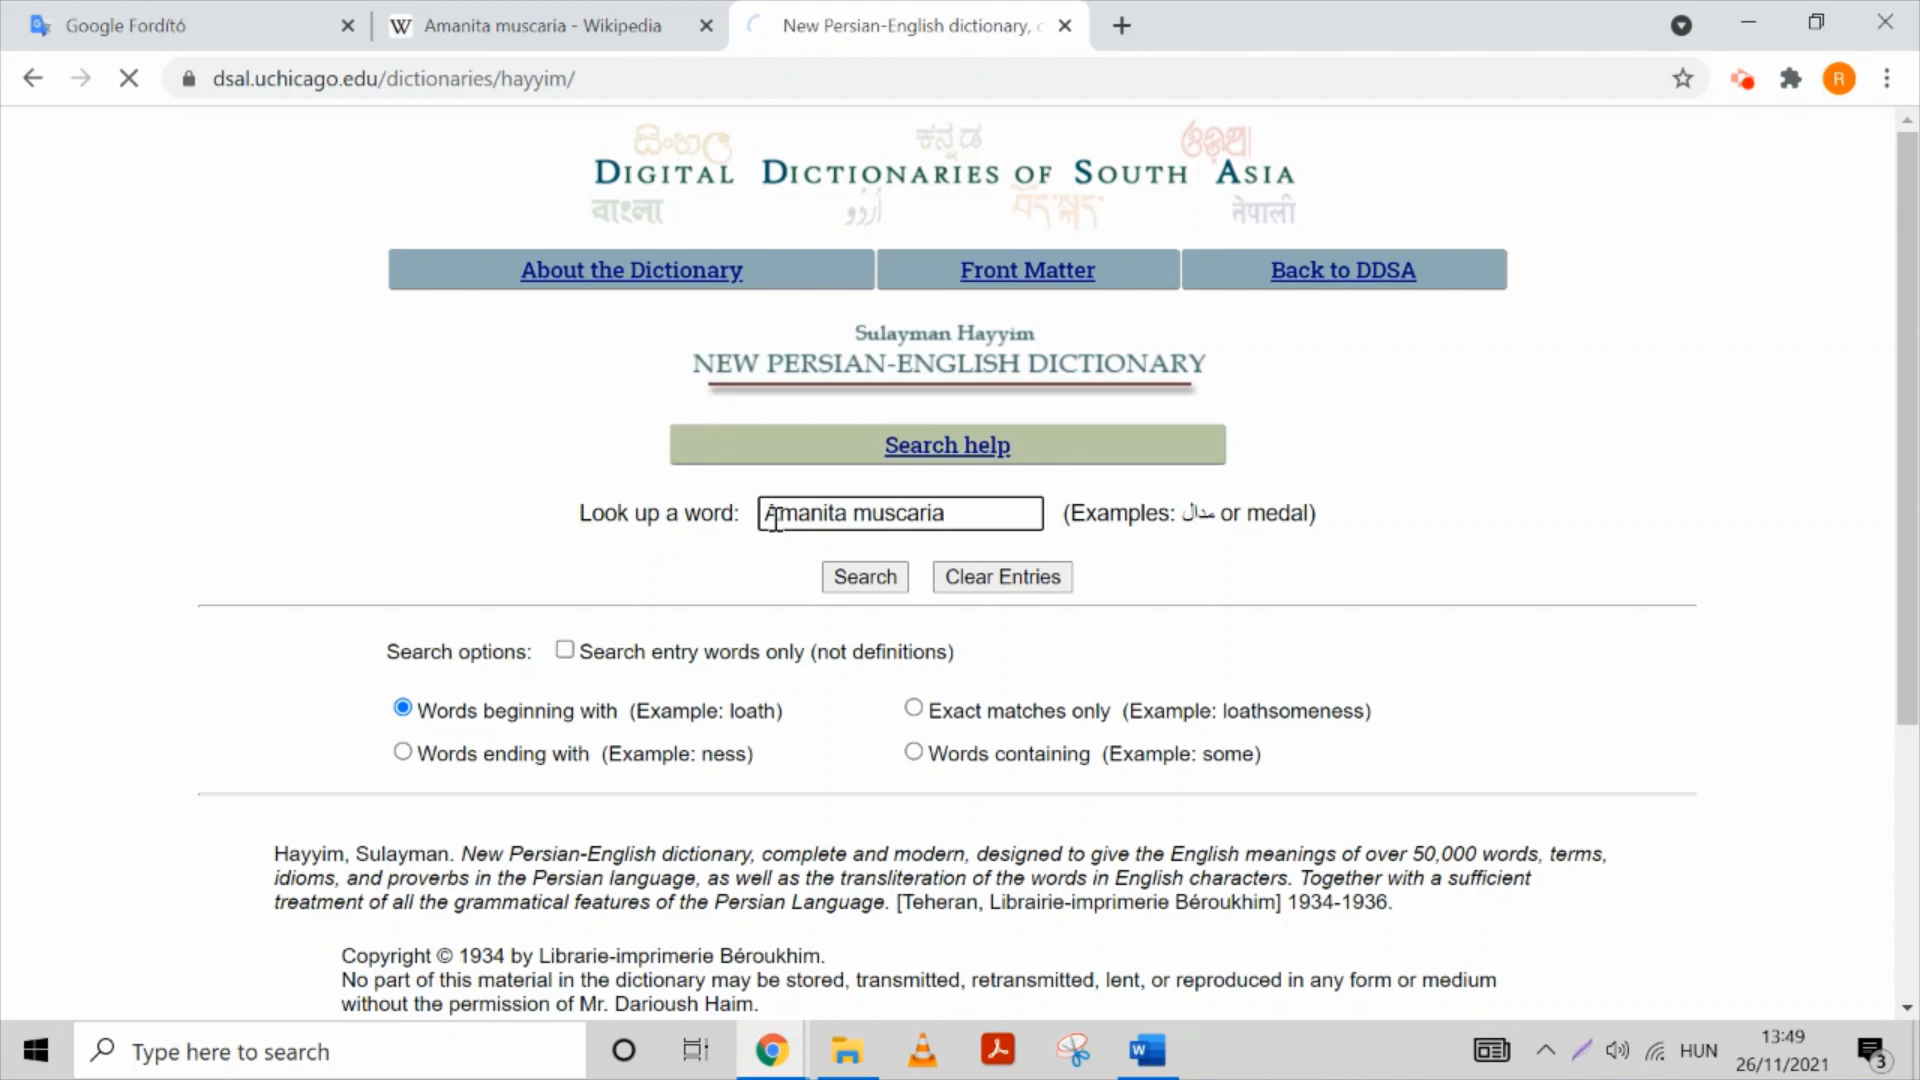 Google Fordító
Amanita muscaria - Wikipedia
New Persian-English dictionary, c
dsal.uchicago.edu/dictionaries/hayyim/
R
සිංහල ಕನ್ನಡ ଓଡ଼ିଆ
DIGITAL DICTIONARIES OF SOUTH ASIA
বাংলা اُردُو བོད་སྐད་ नेपाली
About the Dictionary
Front Matter
Back to DDSA
Sulayman Hayyim
NEW PERSIAN-ENGLISH DICTIONARY
Search help
Look up a word: Amanita muscaria (Examples: مدال or medal)
Search Clear Entries
Search options: Search entry words only (not definitions)
Words beginning with (Example: loath) Exact matches only (Example: loathsomeness)
Words ending with (Example: ness) Words containing (Example: some)
Hayyim, Sulayman. New Persian-English dictionary, complete and modern, designed to give the English meanings of over 50,000 words, terms,
idioms, and proverbs in the Persian language, as well as the transliteration of the words in English characters. Together with a sufficient
treatment of all the grammatical features of the Persian Language. [Teheran, Librairie-imprimerie Béroukhim] 1934-1936.
Copyright © 1934 by Librarie-imprimerie Béroukhim.
No part of this material in the dictionary may be stored, transmitted, retransmitted, lent, or reproduced in any form or medium
without the permission of Mr. Darioush Haim.
Type here to search
HUN
13:49
26/11/2021
3